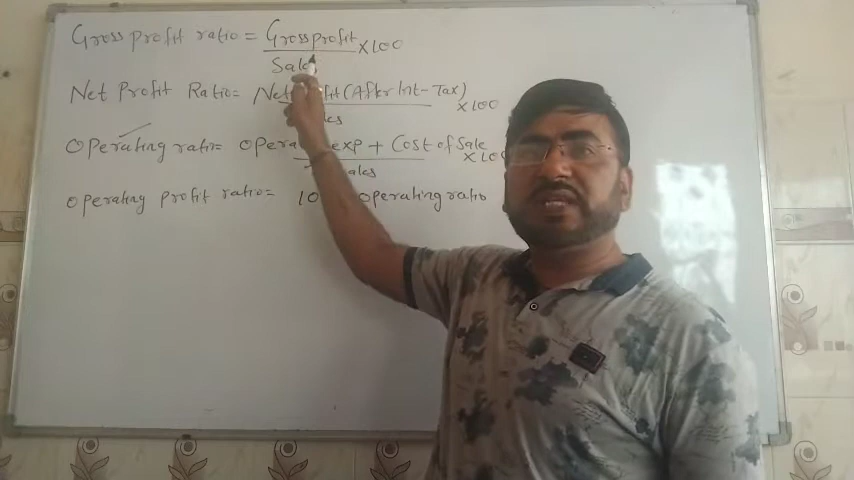 Gross profit ratio = Gross profit / Sale × 100
Net Profit Ratio = Net (After Int - Tax) × 100
Operating ratio = exp + Cost of Sale / Sales × 100
Operating profit ratio = 10 Operating ratio